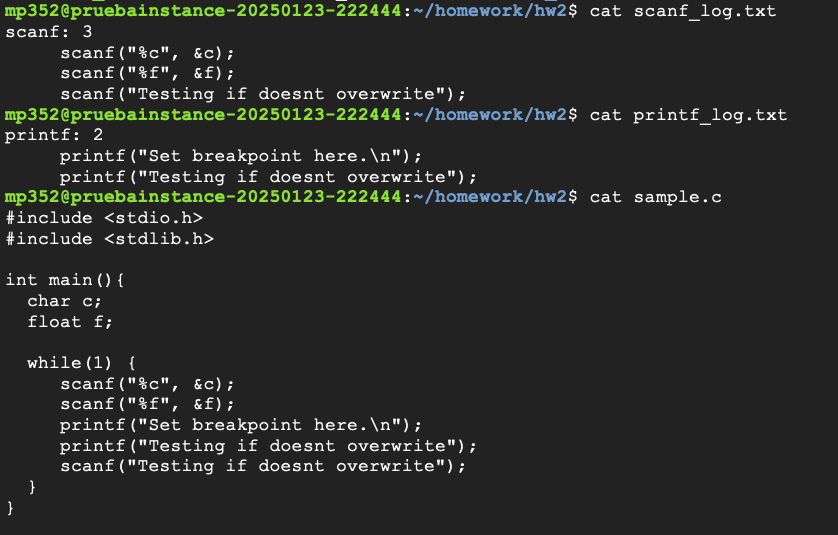 mp352@pruebainstance-20250123-222444:~/homework/hw2$ cat scanf_log.txt
scanf: 3
     scanf("%c", &c);
     scanf("%f", &f);
     scanf("Testing if doesnt overwrite");
mp352@pruebainstance-20250123-222444:~/homework/hw2$ cat printf_log.txt
printf: 2
     printf("Set breakpoint here.\n");
     printf("Testing if doesnt overwrite");
mp352@pruebainstance-20250123-222444:~/homework/hw2$ cat sample.c
#include <stdio.h>
#include <stdlib.h>

int main(){
  char c;
  float f;

  while(1) {
     scanf("%c", &c);
     scanf("%f", &f);
     printf("Set breakpoint here.\n");
     printf("Testing if doesnt overwrite");
     scanf("Testing if doesnt overwrite");
  }
}